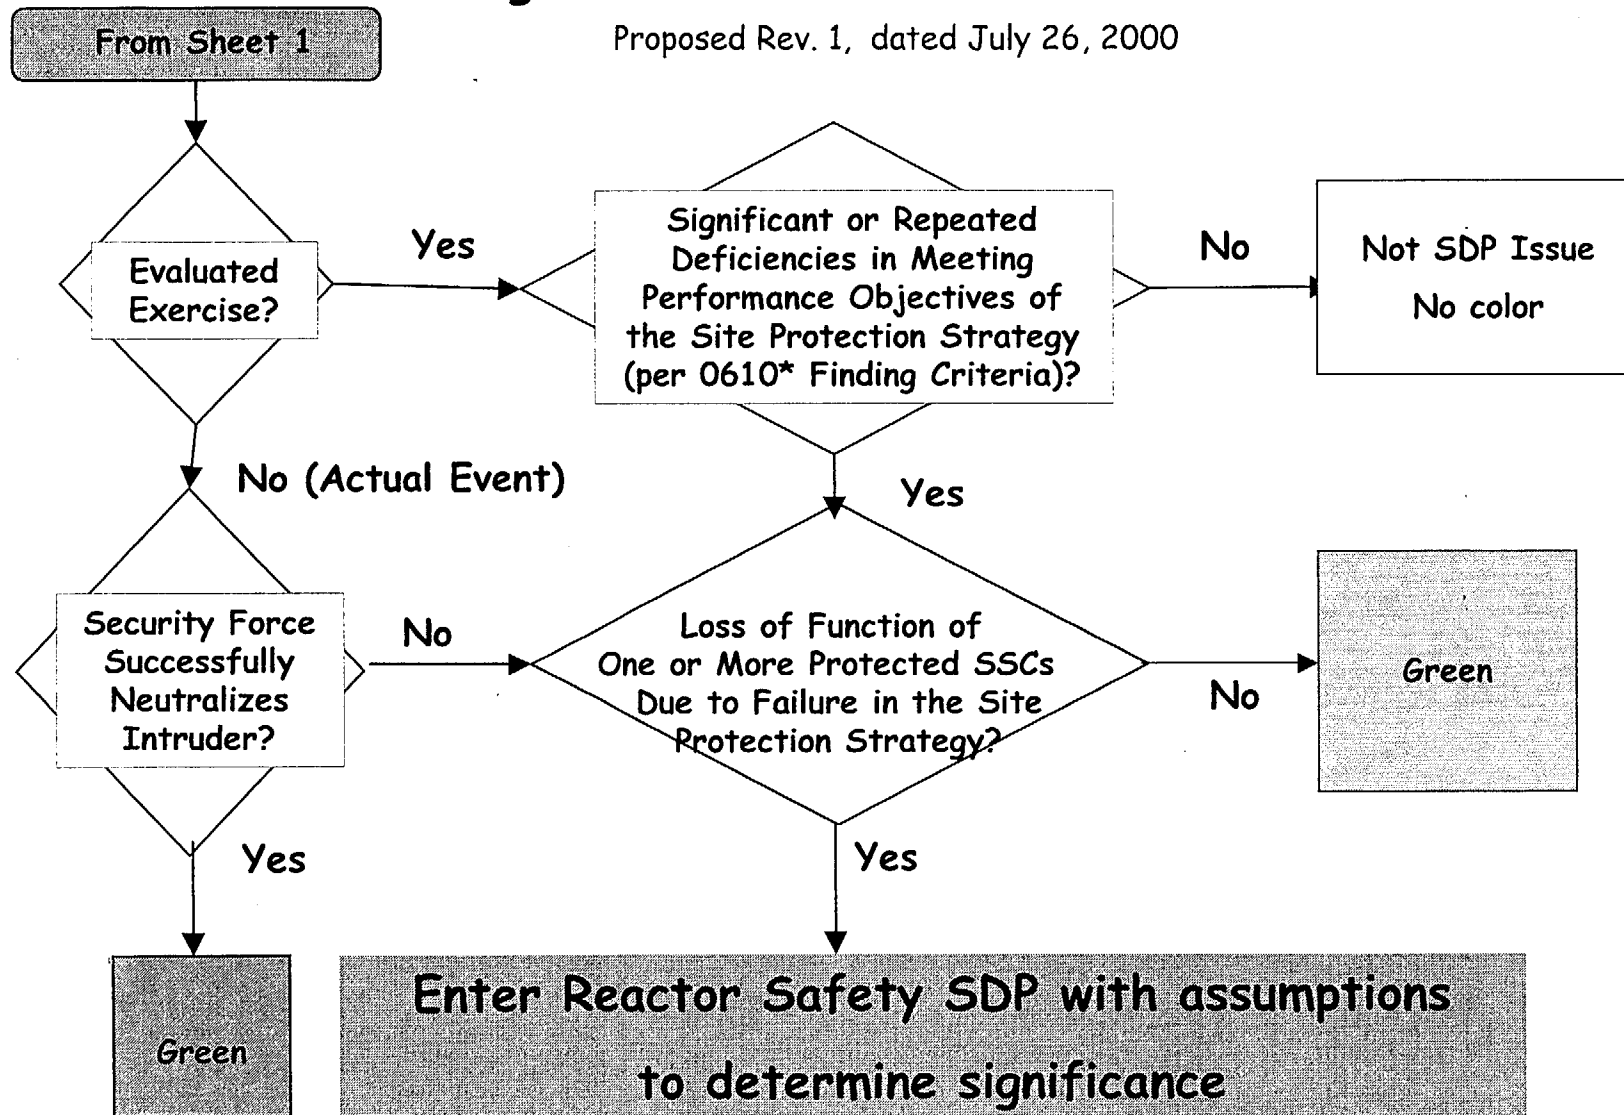 From Sheet 1
Proposed Rev. 1, dated July 26, 2000
Evaluated
Exercise?
Yes
Significant or Repeated
Deficiencies in Meeting
Performance Objectives of
the Site Protection Strategy
(per 0610* Finding Criteria)?
No
Not SDP Issue
No color
No (Actual Event)
Yes
Security Force
Successfully
Neutralizes
Intruder?
No
Loss of Function of
One or More Protected SSCs
Due to Failure in the Site
Protection Strategy?
No
Green
Yes
Yes
Green
Enter Reactor Safety SDP with assumptions
to determine significance